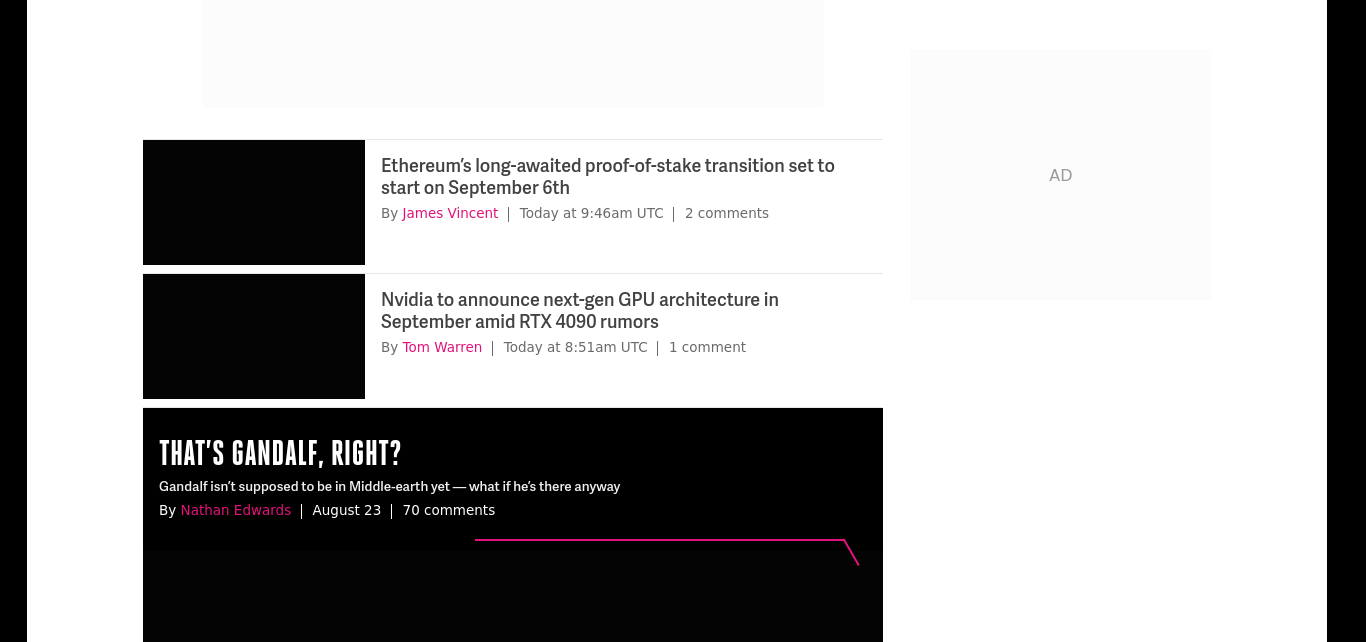 Ethereum’s long-awaited proof-of-stake transition set to
start on September 6th
By James Vincent | Today at 9:46am UTC | 2 comments
Nvidia to announce next-gen GPU architecture in
September amid RTX 4090 rumors
By Tom Warren | Today at 8:51am UTC | 1 comment
THAT’S GANDALF, RIGHT?
Gandalf isn’t supposed to be in Middle-earth yet — what if he’s there anyway
By Nathan Edwards | August 23 | 70 comments
AD